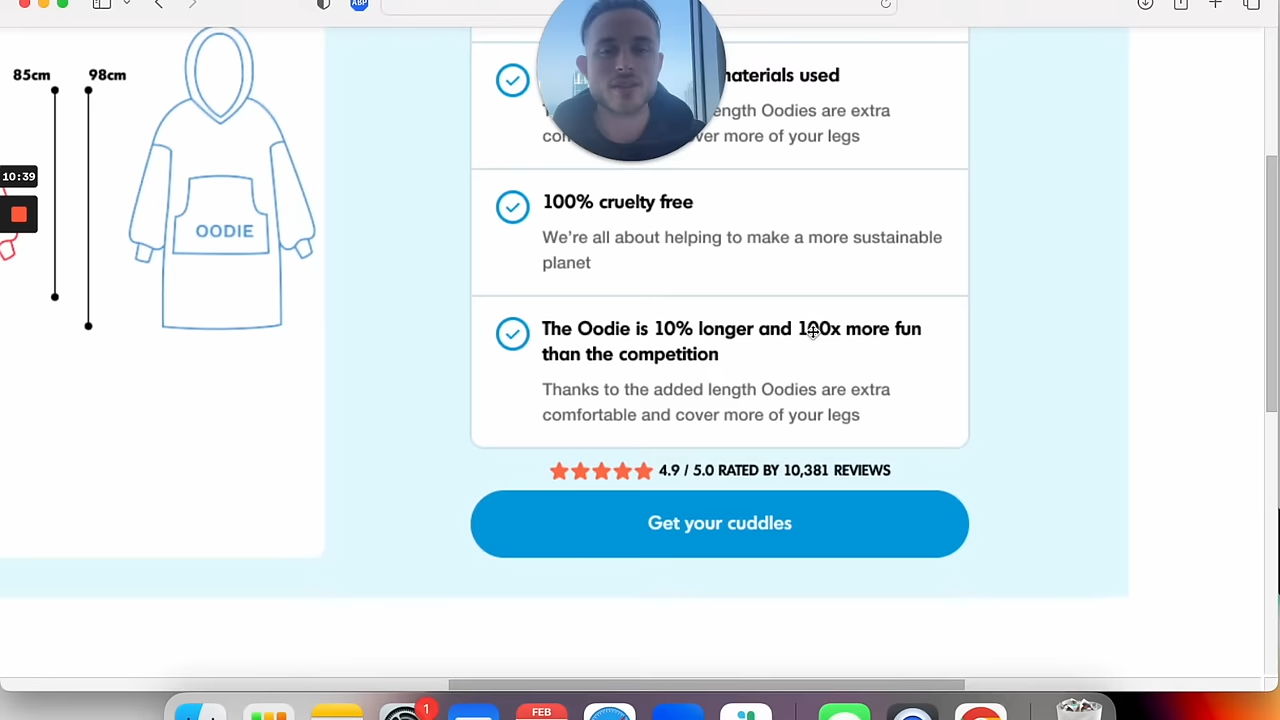 ABP
85cm
98cm
10:39
OODIE
materials used
length Oodies are extra
cover more of your legs
100% cruelty free
We’re all about helping to make a more sustainable
planet
The Oodie is 10% longer and 100x more fun
than the competition
Thanks to the added length Oodies are extra
comfortable and cover more of your legs
4.9 / 5.0 RATED BY 10,381 REVIEWS
Get your cuddles
1
FEB